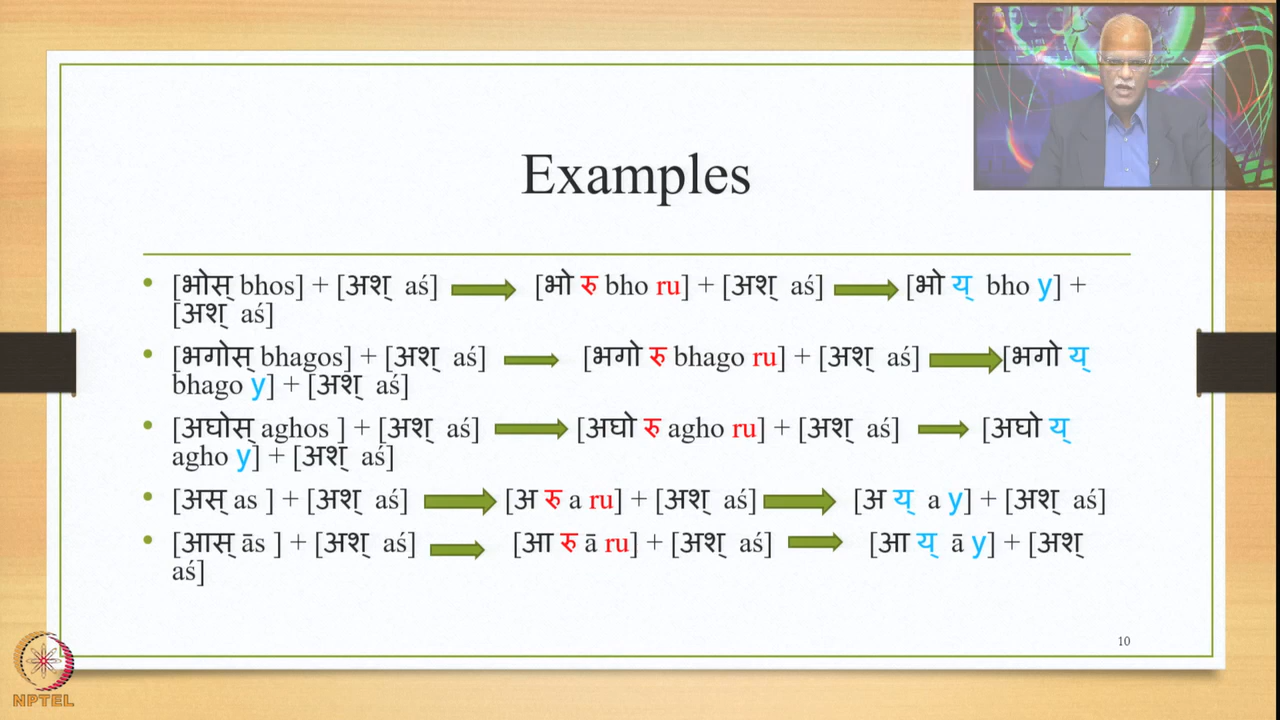 Examples
• [भोस् bhos] + [अश् aś] [भो रु bho ru] + [अश् aś] [भो य् bho y] +
[अश् aś]
• [भगोस् bhagos] + [अश् aś] [भगो रु bhago ru] + [अश् aś] [भगो य्
bhago y] + [अश् aś]
• [अघोस् aghos ] + [अश् aś] [अघो रु agho ru] + [अश् aś] [अघो य्
agho y] + [अश् aś]
• [अस् as ] + [अश् aś] [अ रु a ru] + [अश् aś] [अ य् a y] + [अश् aś]
• [आस् ās ] + [अश् aś] [आ रु ā ru] + [अश् aś] [आ य् ā y] + [अश्
aś]
10
NPTEL